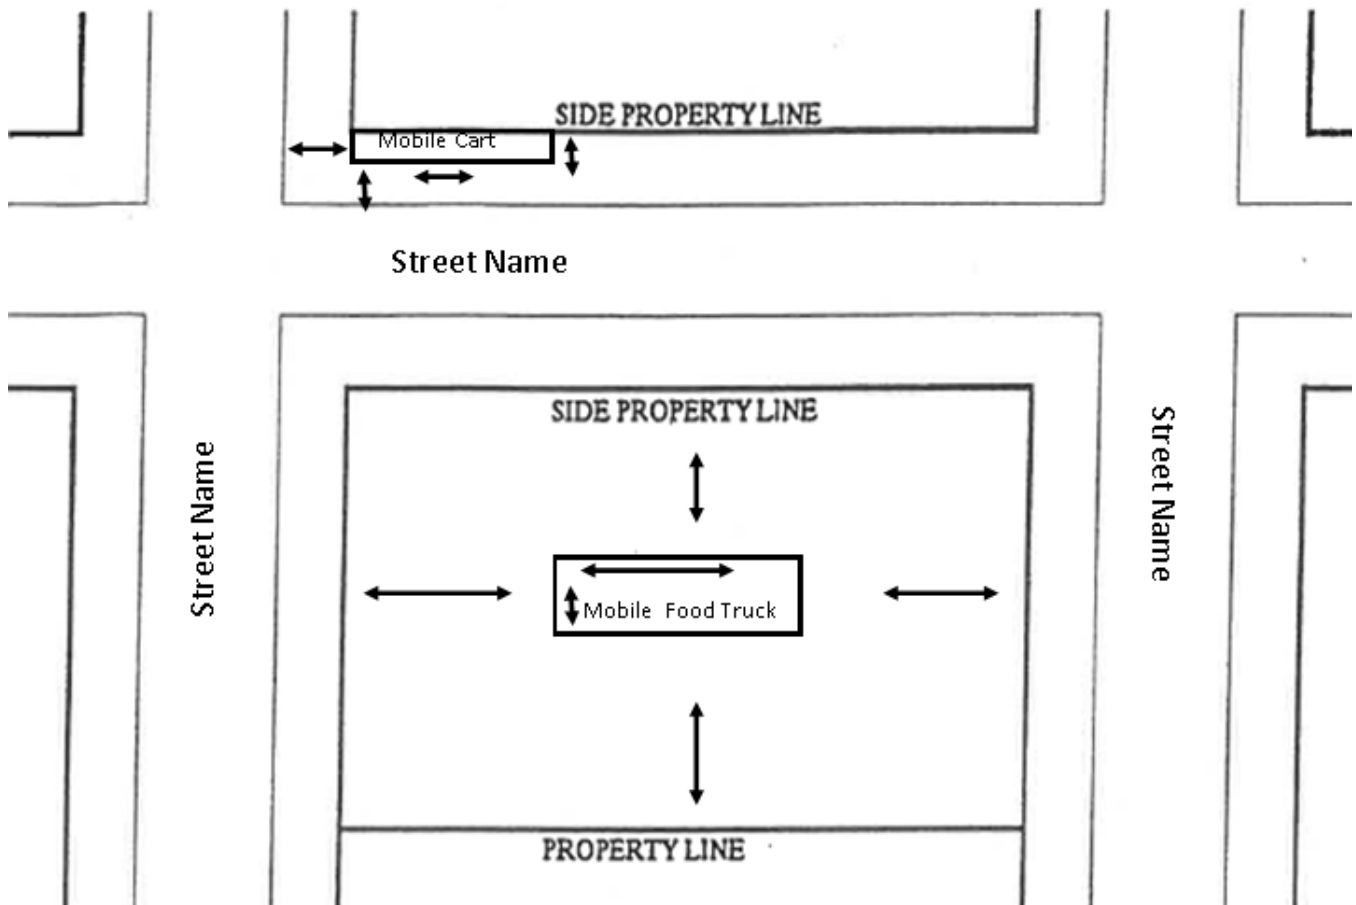 SIDE PROPERTY LINE
Mobile Cart
Street Name
SIDE PROPERTY LINE
Street Name
Street Name
Mobile Food Truck
PROPERTY LINE